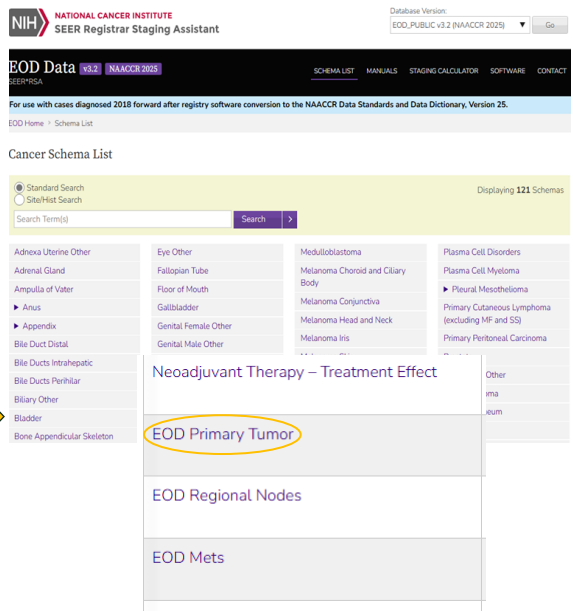 NIH
NATIONAL CANCER INSTITUTE
SEER Registrar Staging Assistant
Database Version:
EOD_PUBLIC v3.2 (NAACCR 2025)
Go
EOD Data v3.2 NAACCR 2025
SEER*RSA
SCHEMA LIST MANUALS STAGING CALCULATOR SOFTWARE CONTACT
For use with cases diagnosed 2018 forward after registry software conversion to the NAACCR Data Standards and Data Dictionary, Version 25.
EOD Home › Schema List
Cancer Schema List
Standard Search
Site/Hist Search
Displaying 121 Schemas
Search Term(s)
Search
Adnexa Uterine Other
Adrenal Gland
Ampulla of Vater
Anus
Appendix
Bile Duct Distal
Bile Ducts Intrahepatic
Bile Ducts Perihilar
Biliary Other
Bladder
Bone Appendicular Skeleton
Eye Other
Fallopian Tube
Floor of Mouth
Gallbladder
Genital Female Other
Genital Male Other
Medulloblastoma
Melanoma Choroid and Ciliary
Body
Melanoma Conjunctiva
Melanoma Head and Neck
Melanoma Iris
Plasma Cell Disorders
Plasma Cell Myeloma
Pleural Mesothelioma
Primary Cutaneous Lymphoma
(excluding MF and SS)
Primary Peritoneal Carcinoma
Other
Neoadjuvant Therapy – Treatment Effect
EOD Primary Tumor
EOD Regional Nodes
EOD Mets